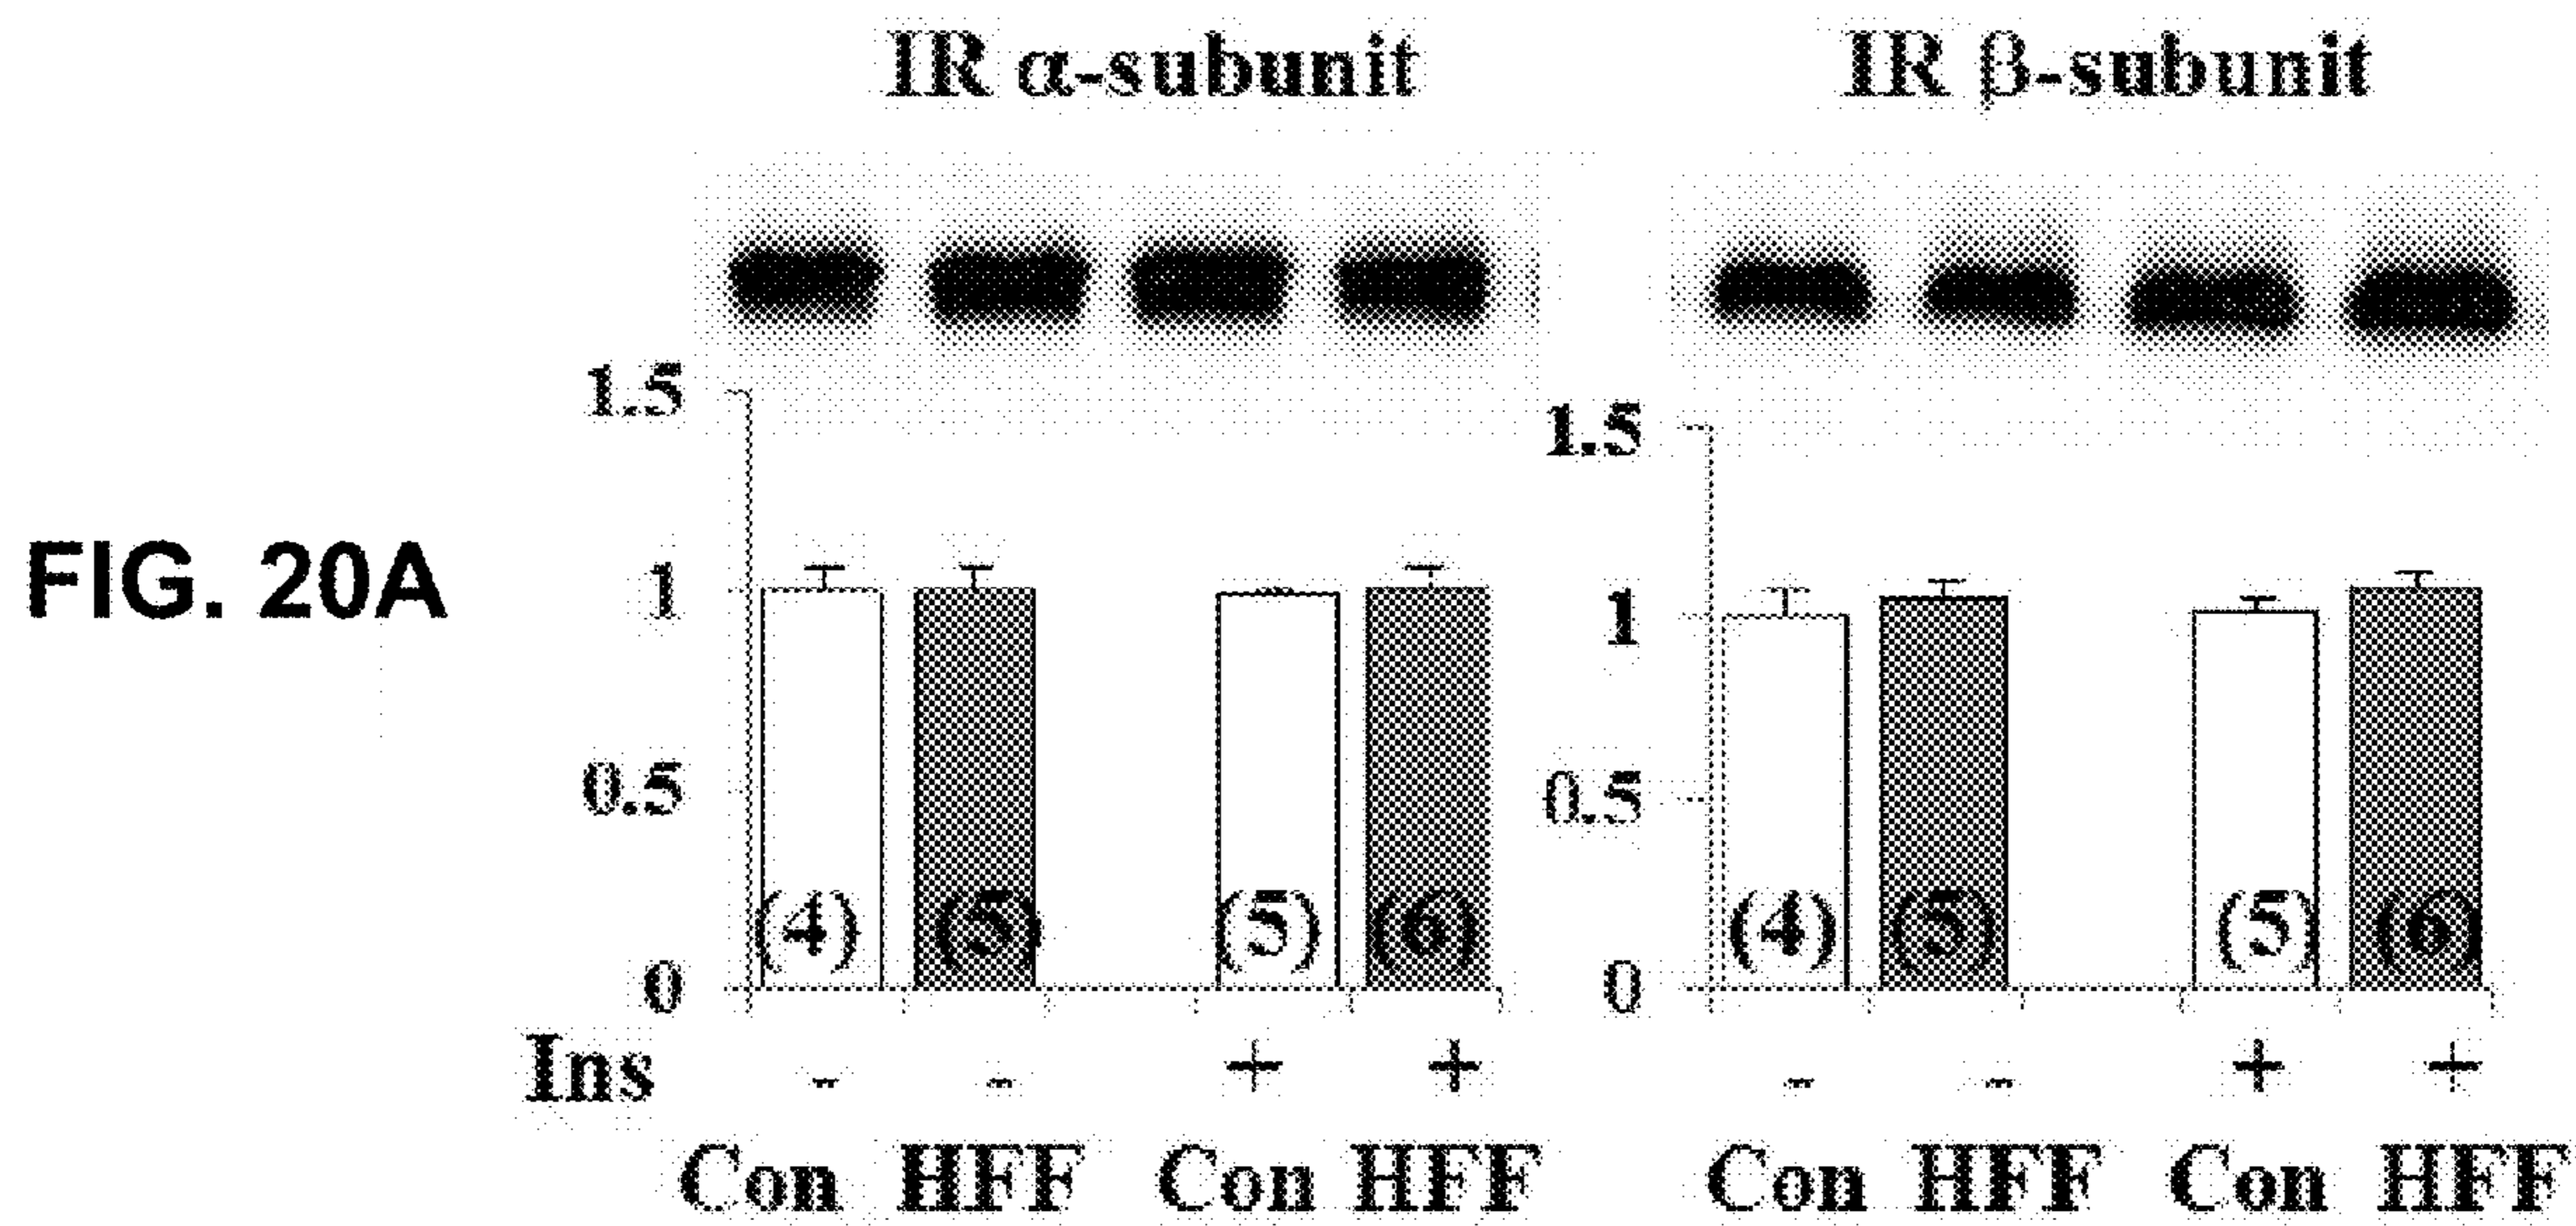 IR α-subunit IR β-subunit
1.5
1.5
FIG. 20A
1
1
0.5
0.5
(4) (5) (5) (6) (4) (5) (5) (6)
0
0
Ins - - + + - - + +
Con HFF Con HFF Con HFF Con HFF